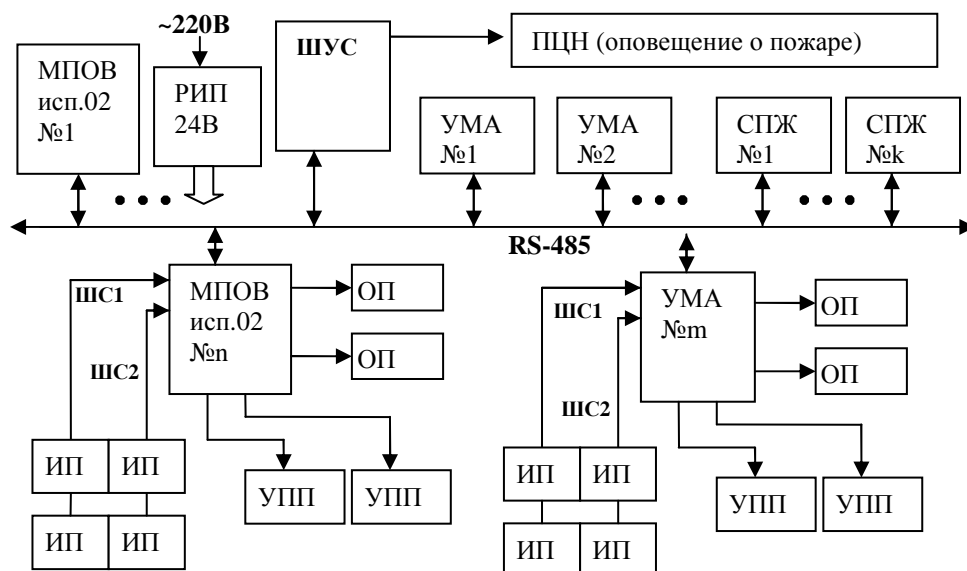 ~220В
ШУС
ПЦН (оповещение о пожаре)
МПОВ
исп.02
№1
РИП
24В
УМА
№1
УМА
№2
СПЖ
№1
СПЖ
№k
RS-485
ШС1
МПОВ
исп.02
№n
ОП
ОП
ШС2
ИП
ИП
ИП
ИП
УПП
УПП
ШС1
УМА
№m
ОП
ОП
ШС2
ИП
ИП
ИП
ИП
УПП
УПП